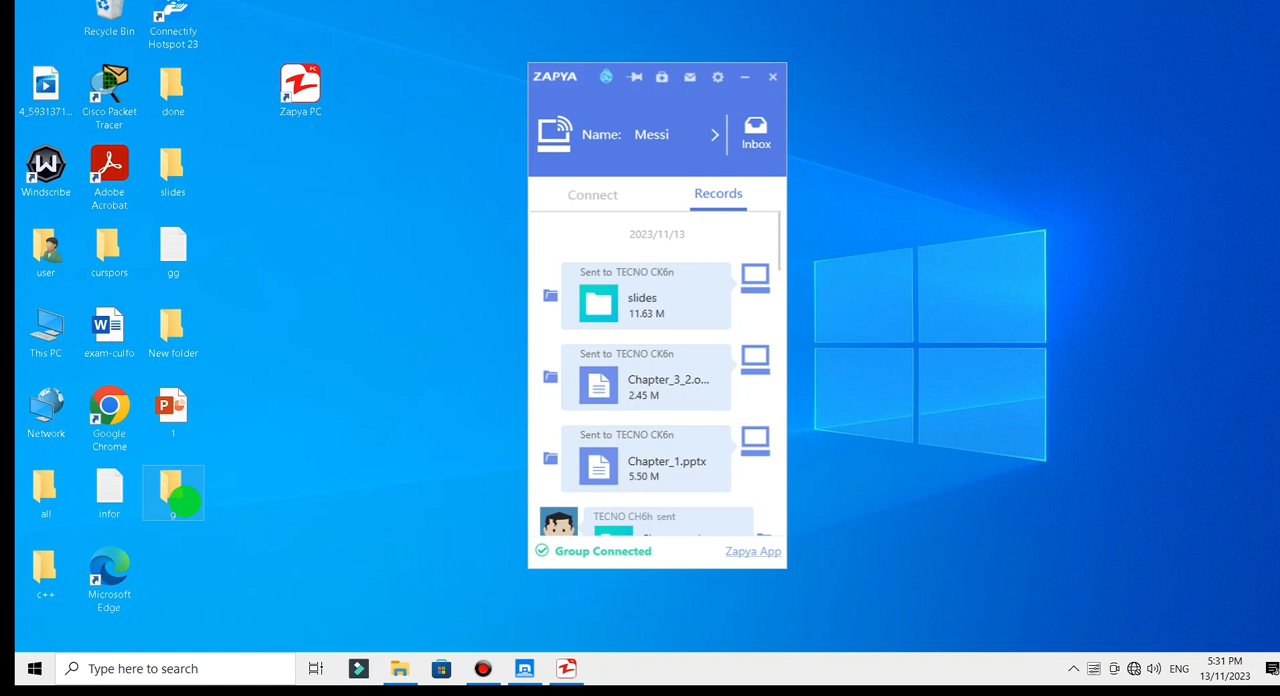 Recycle Bin
Connectify
Hotspot 23
4_5931371...
Cisco Packet
Tracer
done
PC
Zapya PC
Windscribe
Adobe
Acrobat
slides
user
curspors
gg
This PC
exam-culfo
New folder
Network
Google
Chrome
1
all
infor
g
c++
Microsoft
Edge
ZAPYA
Name: Messi
Inbox
Connect
Records
2023/11/13
Sent to TECNO CK6n
slides
11.63 M
Sent to TECNO CK6n
Chapter_3_2.o...
2.45 M
Sent to TECNO CK6n
Chapter_1.pptx
5.50 M
TECNO CH6h sent
Group Connected
Zapya App
Type here to search
ENG
5:31 PM
13/11/2023